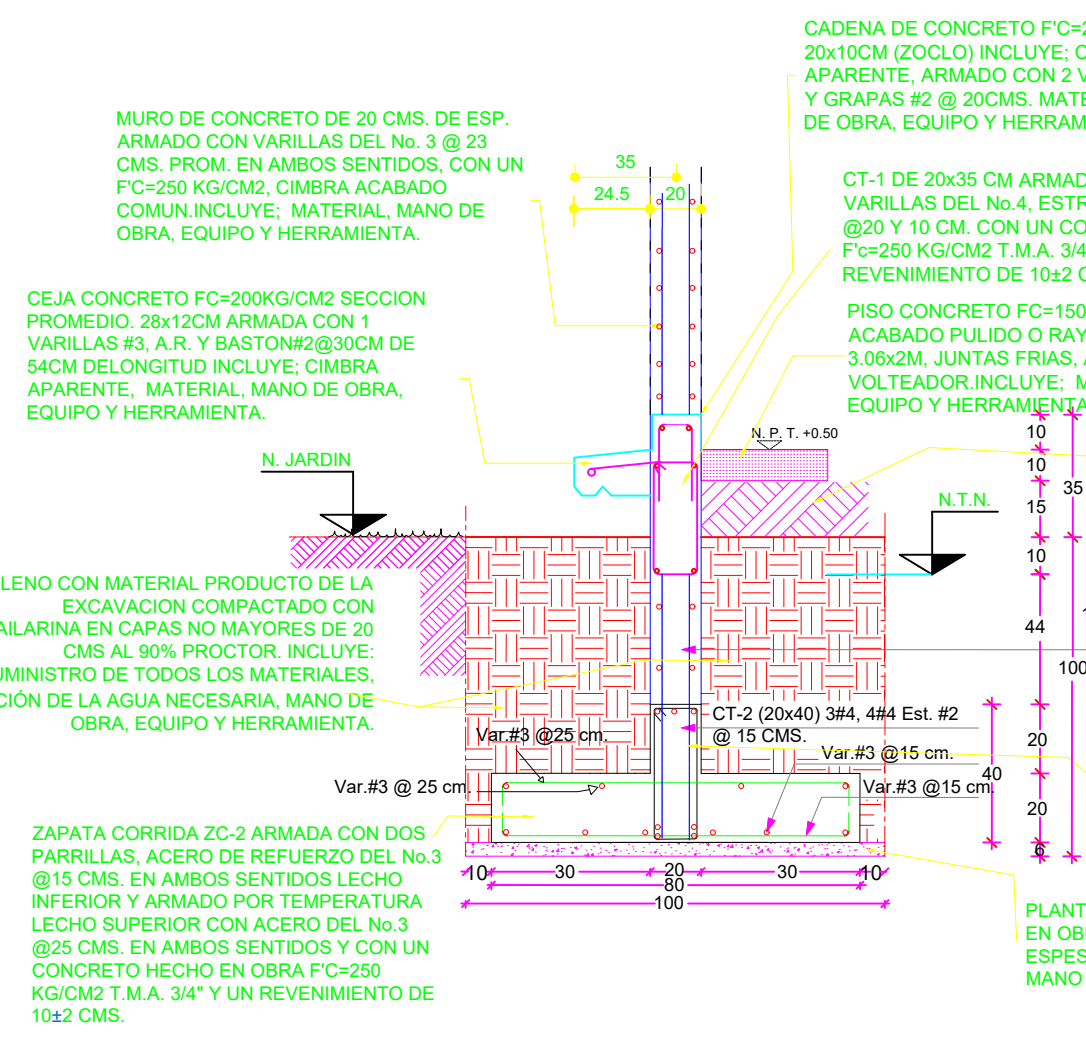 CADENA DE CONCRETO F'C=2
20x10CM (ZOCLO) INCLUYE; C
APARENTE, ARMADO CON 2 V
Y GRAPAS #2 @ 20CMS. MATE
DE OBRA, EQUIPO Y HERRAM
MURO DE CONCRETO DE 20 CMS. DE ESP.
ARMADO CON VARILLAS DEL No. 3 @ 23
CMS. PROM. EN AMBOS SENTIDOS, CON UN
F'C=250 KG/CM2, CIMBRA ACABADO
COMUN.INCLUYE; MATERIAL, MANO DE
OBRA, EQUIPO Y HERRAMIENTA.
35
24.5
20
CT-1 DE 20x35 CM ARMAD
VARILLAS DEL No.4, ESTR
@20 Y 10 CM. CON UN CO
F'c=250 KG/CM2 T.M.A. 3/4
REVENIMIENTO DE 10±2 C
CEJA CONCRETO FC=200KG/CM2 SECCION
PROMEDIO. 28x12CM ARMADA CON 1
VARILLAS #3, A.R. Y BASTON#2@30CM DE
54CM DELONGITUD INCLUYE; CIMBRA
APARENTE, MATERIAL, MANO DE OBRA,
EQUIPO Y HERRAMIENTA.
PISO CONCRETO FC=150
ACABADO PULIDO O RAY
3.06x2M, JUNTAS FRIAS,
VOLTEADOR.INCLUYE; M
EQUIPO Y HERRAMIENTA
N. P. T. +0.50
N. JARDIN
N.T.N.
10
10
15
35
10
44
100
20
40
20
6
LENO CON MATERIAL PRODUCTO DE LA
EXCAVACION COMPACTADO CON
AILARINA EN CAPAS NO MAYORES DE 20
CMS AL 90% PROCTOR. INCLUYE:
UMINISTRO DE TODOS LOS MATERIALES,
CIÓN DE LA AGUA NECESARIA, MANO DE
OBRA, EQUIPO Y HERRAMIENTA.
CT-2 (20x40) 3#4, 4#4 Est. #2
@ 15 CMS.
Var.#3 @25 cm.
Var.#3 @15 cm.
Var.#3 @ 25 cm.
Var.#3 @15 cm.
ZAPATA CORRIDA ZC-2 ARMADA CON DOS
PARRILLAS, ACERO DE REFUERZO DEL No.3
@15 CMS. EN AMBOS SENTIDOS LECHO
INFERIOR Y ARMADO POR TEMPERATURA
LECHO SUPERIOR CON ACERO DEL No.3
@25 CMS. EN AMBOS SENTIDOS Y CON UN
CONCRETO HECHO EN OBRA F'C=250
KG/CM2 T.M.A. 3/4" Y UN REVENIMIENTO DE
10±2 CMS.
10
30
20
30
10
80
100
PLANT
EN OB
ESPES
MANO